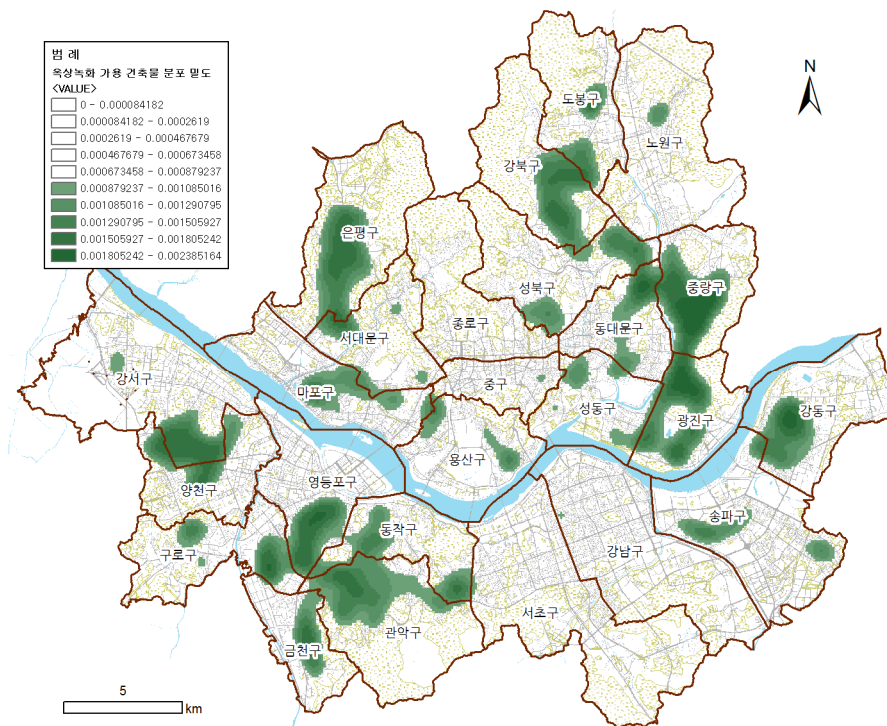 범 례
옥상녹화 가용 건축물 분포 밀도
<VALUE>
0 - 0.000084182
0.000084182 - 0.0002619
0.0002619 - 0.000467679
0.000467679 - 0.000673458
0.000673458 - 0.000879237
0.000879237 - 0.001085016
0.001085016 - 0.001290795
0.001290795 - 0.001505927
0.001505927 - 0.001805242
0.001805242 - 0.002385164
N
도봉구
노원구
강북구
은평구
성북구
중랑구
서대문구
종로구
동대문구
강서구
마포구
중구
성동구
광진구
강동구
용산구
양천구
영등포구
송파구
동작구
구로구
강남구
서초구
관악구
금천구
5
km